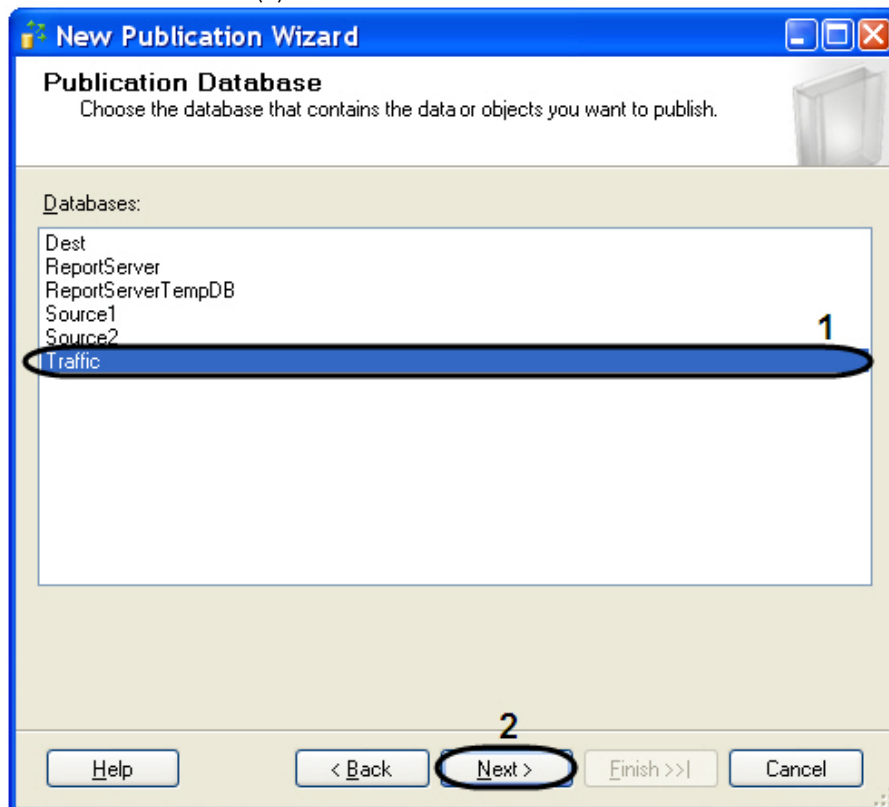 New Publication Wizard
Publication Database
Choose the database that contains the data or objects you want to publish.
Databases:
Dest
ReportServer
ReportServerTempDB
Source1
Source2
1
Traffic
2
Help
< Back
Next >
Finish >>|
Cancel